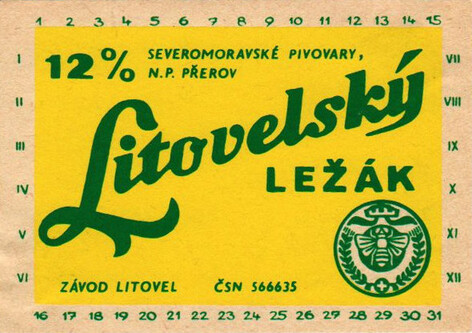 1 2 3 4 5 6 7 8 9 10 11 12 13 14 15
I VII
II VIII
III IX
IV X
V XI
VI XII
12% SEVEROMORAVSKÉ PIVOVARY,
N.P. PŘEROV
Litovelský
LEŽÁK
ZÁVOD LITOVEL ČSN 566635
16 17 18 19 20 21 22 23 24 25 26 27 28 29 30 31